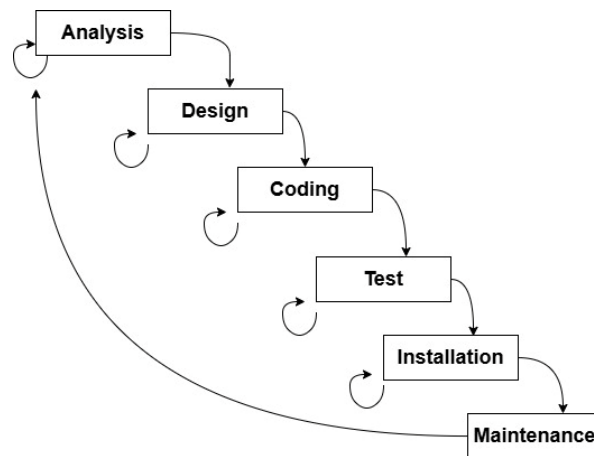 Analysis
Design
Coding
Test
Installation
Maintenance